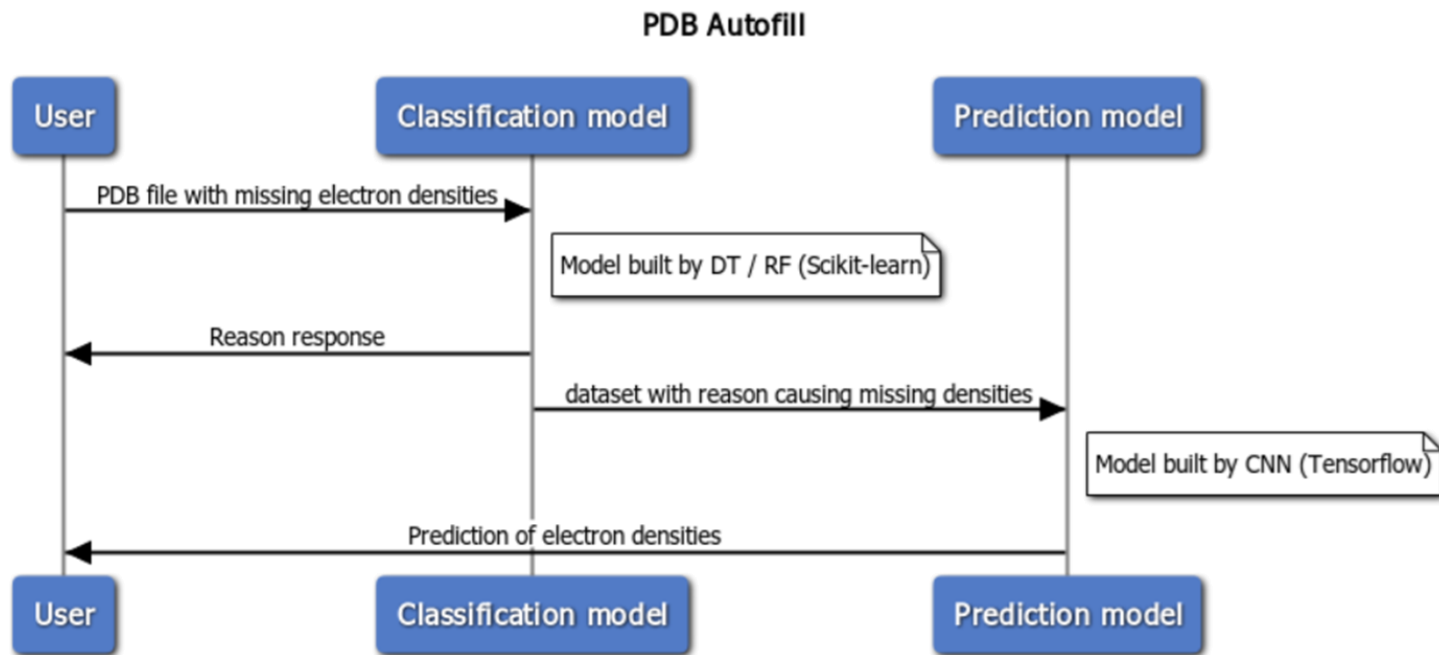 PDB Autofill
User
Classification model
Prediction model
PDB file with missing electron densities
Model built by DT / RF (Scikit-learn)
Reason response
dataset with reason causing missing densities
Model built by CNN (Tensorflow)
Prediction of electron densities
User
Classification model
Prediction model